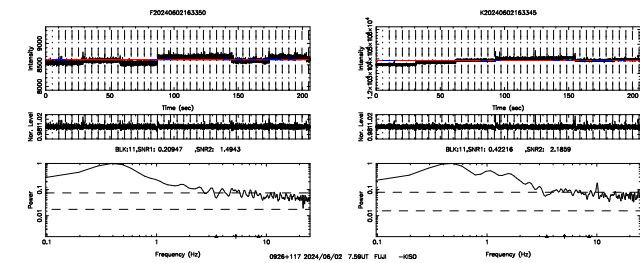 F20240602163350
K20240602163345
Intensity
8000
8500
9000
0
50
100
150
200
Time (sec)
Intensity
0
50
100
150
200
Time (sec)
Nor. Level
Nor. Level
BLK:11,SNR1: 0.20947 ,SNR2: 1.4943
BLK:11,SNR1: 0.42216 ,SNR2: 2.1859
Power
1
0.1
0.01
0.1
1
10
Frequency (Hz)
Power
1
0.1
0.01
0.1
1
10
Frequency (Hz)
0926+117 2024/06/02 7.59UT FUJI -KISO